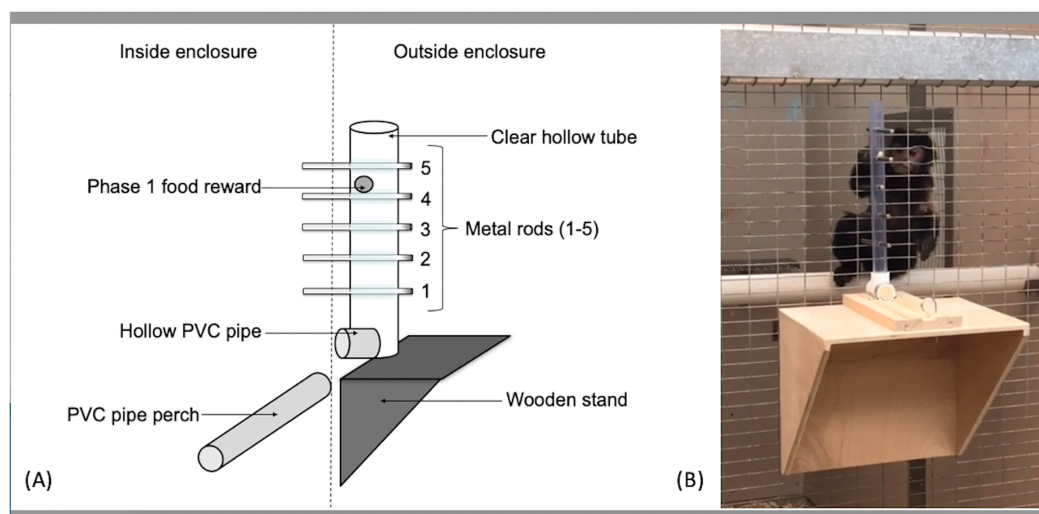 Inside enclosure
Outside enclosure
Clear hollow tube
5
Phase 1 food reward
4
3
Metal rods (1-5)
2
1
Hollow PVC pipe
Wooden stand
PVC pipe perch
(A)
(B)